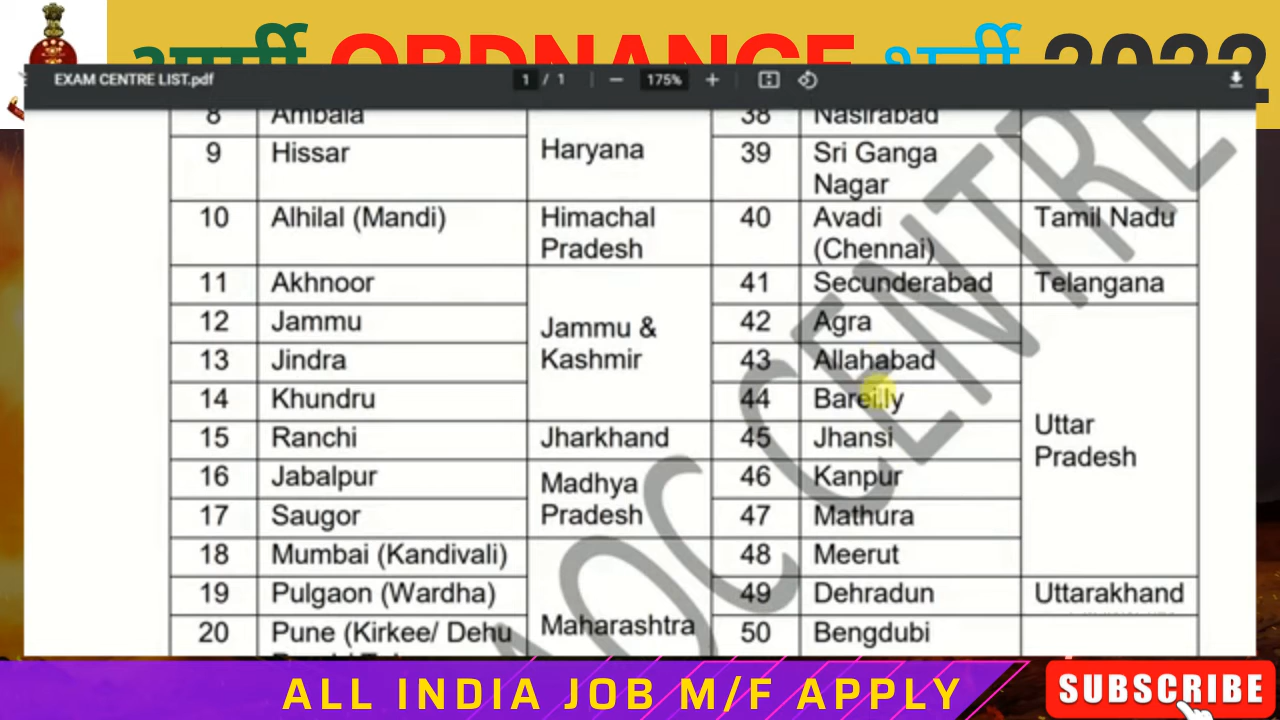 आर्मी ORDNANCE भर्ती 2022
EXAM CENTRE LIST.pdf 1 / 1 175%
8 Ambala 38 Nasirabad
9 Hissar Haryana 39 Sri Ganga
Nagar
10 Alhilal (Mandi) Himachal 40 Avadi Tamil Nadu
Pradesh (Chennai)
11 Akhnoor 41 Secunderabad Telangana
12 Jammu Jammu & 42 Agra
13 Jindra Kashmir 43 Allahabad
14 Khundru 44 Bareilly Uttar
15 Ranchi Jharkhand 45 Jhansi Pradesh
16 Jabalpur Madhya 46 Kanpur
17 Saugor Pradesh 47 Mathura
18 Mumbai (Kandivali) 48 Meerut
19 Pulgaon (Wardha) 49 Dehradun Uttarakhand
20 Pune (Kirkee/ Dehu Maharashtra 50 Bengdubi
AOC CENTRE
ALL INDIA JOB M/F APPLY
SUBSCRIBE